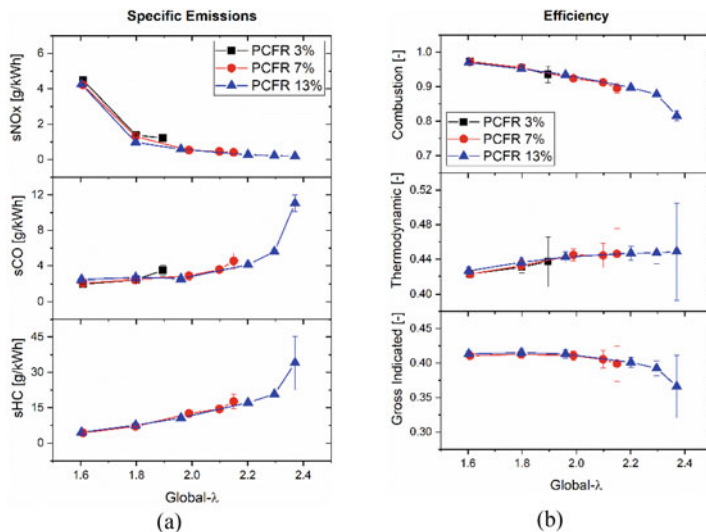 Specific Emissions
sNOx [g/kWh]
6
4
2
0
PCFR 3%
PCFR 7%
PCFR 13%
sCO [g/kWh]
12
8
4
0
sHC [g/kWh]
45
30
15
0
1.6 1.8 2.0 2.2 2.4
Global-λ
(a)
Efficiency
Combustion [-]
1.0
0.9
0.8
0.7
PCFR 3%
PCFR 7%
PCFR 13%
Thermodynamic [-]
0.52
0.48
0.44
0.40
Gross Indicated [-]
0.45
0.40
0.35
0.30
1.6 1.8 2.0 2.2 2.4
Global-λ
(b)